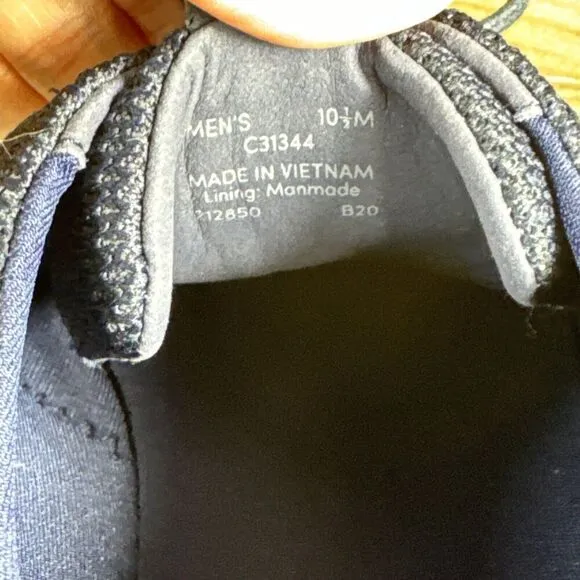 MEN'S 10½M
C31344
MADE IN VIETNAM
Lining: Manmade
B20